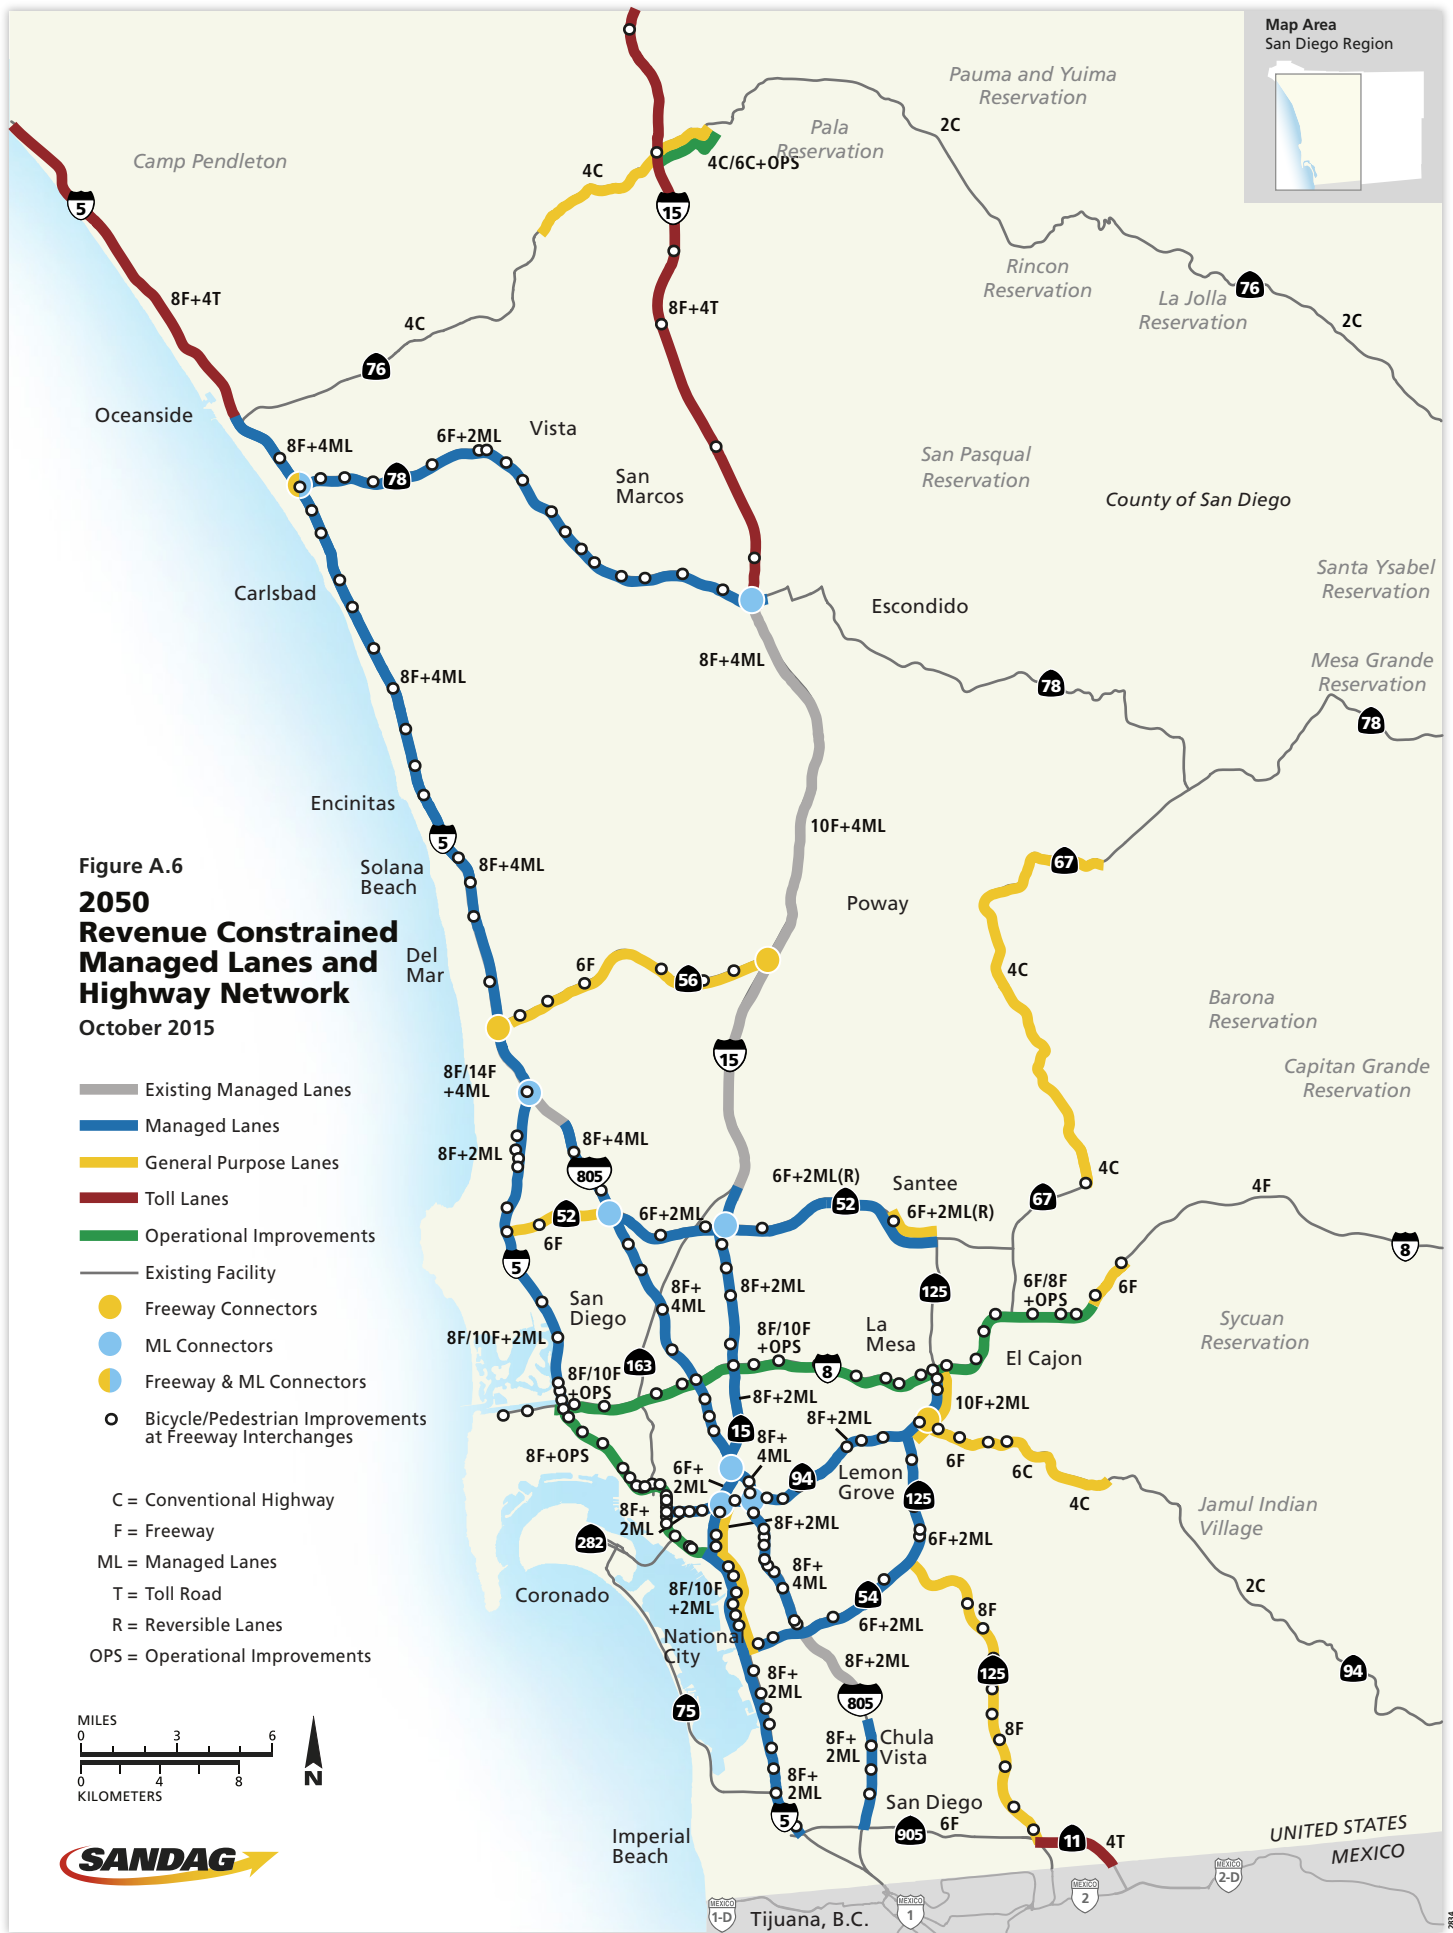 Map Area
San Diego Region
Pauma and Yuima
Reservation
2C
Pala
Reservation
Camp Pendleton
4C
4C/6C+OPS
5
15
Rincon
Reservation
La Jolla
Reservation
76
2C
8F+4T
8F+4T
4C
76
Oceanside
8F+4ML
6F+2ML
Vista
78
San
Marcos
San Pasqual
Reservation
County of San Diego
Santa Ysabel
Reservation
Carlsbad
Escondido
8F+4ML
8F+4ML
78
Mesa Grande
Reservation
78
Encinitas
10F+4ML
5
Solana
Beach
8F+4ML
67
Poway
Figure A.6
2050
Revenue Constrained
Managed Lanes and
Highway Network
October 2015
Del
Mar
6F
56
4C
Barona
Reservation
15
Capitan Grande
Reservation
8F/14F
+4ML
Existing Managed Lanes
Managed Lanes
General Purpose Lanes
Toll Lanes
Operational Improvements
Existing Facility
Freeway Connectors
ML Connectors
Freeway & ML Connectors
Bicycle/Pedestrian Improvements
at Freeway Interchanges
C = Conventional Highway
F = Freeway
ML = Managed Lanes
T = Toll Road
R = Reversible Lanes
OPS = Operational Improvements
8F+2ML
8F+4ML
805
6F+2ML(R)
52
Santee
6F+2ML(R)
4C
67
4F
8
52
6F
6F+2ML
5
San
Diego
8F+
4ML
8F+2ML
125
6F/8F
+OPS
6F
Sycuan
Reservation
8F/10F+2ML
163
8F/10F
+OPS
8
La
Mesa
El Cajon
8F/10F
+OPS
8F+2ML
10F+2ML
15
8F+2ML
8F+OPS
8F+
4ML
6F+
2ML
94
Lemon
Grove
6F
6C
4C
125
Jamul Indian
Village
8F+
2ML
282
8F+2ML
6F+2ML
8F+
4ML
Coronado
8F/10F
+2ML
54
6F+2ML
8F
2C
National
City
8F+2ML
125
94
8F+
2ML
805
75
8F
8F+
2ML
Chula
Vista
8F+
2ML
San Diego
6F
5
905
11
4T
Imperial
Beach
UNITED STATES
MEXICO
MILES
0 3 6
0 4 8
KILOMETERS
N
SANDAG
MEXICO
1-D
Tijuana, B.C.
MEXICO
1
MEXICO
2
MEXICO
2-D
2834